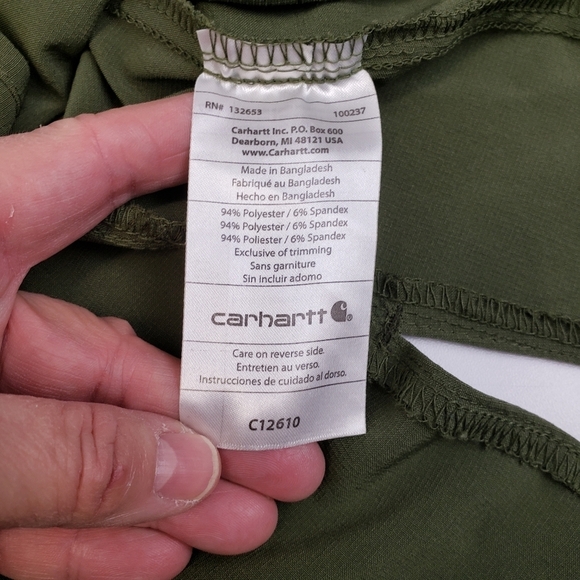 RN# 132653 100237
Carhartt Inc. P.O. Box 600
Dearborn, MI 48121 USA
www.Carhartt.com
Made in Bangladesh
Fabriqué au Bangladesh
Hecho en Bangladesh
94% Polyester / 6% Spandex
94% Polyester / 6% Spandex
94% Poliester / 6% Spandex
Exclusive of trimming
Sans garniture
Sin incluir adorno
carhartt
Care on reverse side.
Entretien au verso.
Instrucciones de cuidado al dorso.
C12610